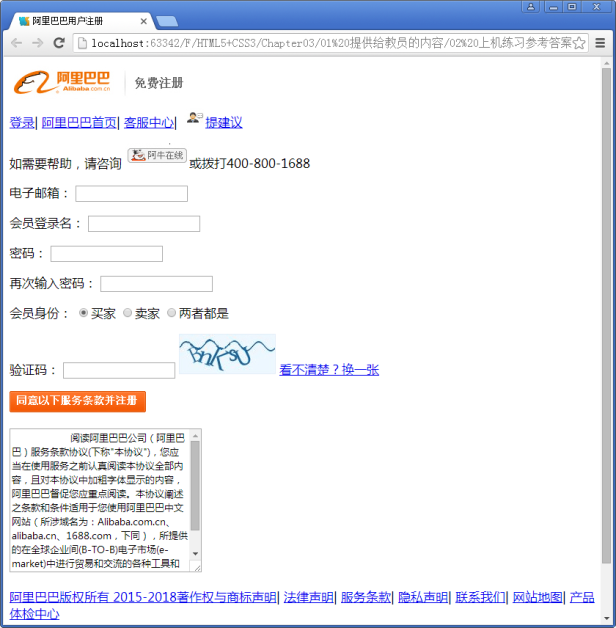 阿里巴巴用户注册
localhost:63342/F/HTML5+CSS3/Chapter03/01%20提供给教员的内容/02%20上机练习参考答案
阿里巴巴 Alibaba.com.cn 免费注册
登录| 阿里巴巴首页| 客服中心| 提建议
如需要帮助，请咨询 阿牛在线 或拨打400-800-1688
电子邮箱：
会员登录名：
密码：
再次输入密码：
会员身份： 买家 卖家 两者都是
验证码： BnKsU 看不清楚？换一张
同意以下服务条款并注册
阅读阿里巴巴公司（阿里巴
巴）服务条款协议(下称"本协议")，您应
当在使用服务之前认真阅读本协议全部内
容，且对本协议中加粗字体显示的内容，
阿里巴巴督促您应重点阅读。本协议阐述
之条款和条件适用于您使用阿里巴巴中文
网站（所涉域名为：Alibaba.com.cn、
alibaba.cn、1688.com，下同），所提供
的在全球企业间(B-TO-B)电子市场(e-
market)中进行贸易和交流的各种工具和
阿里巴巴版权所有 2015-2018著作权与商标声明| 法律声明| 服务条款| 隐私声明| 联系我们| 网站地图| 产品
体检中心